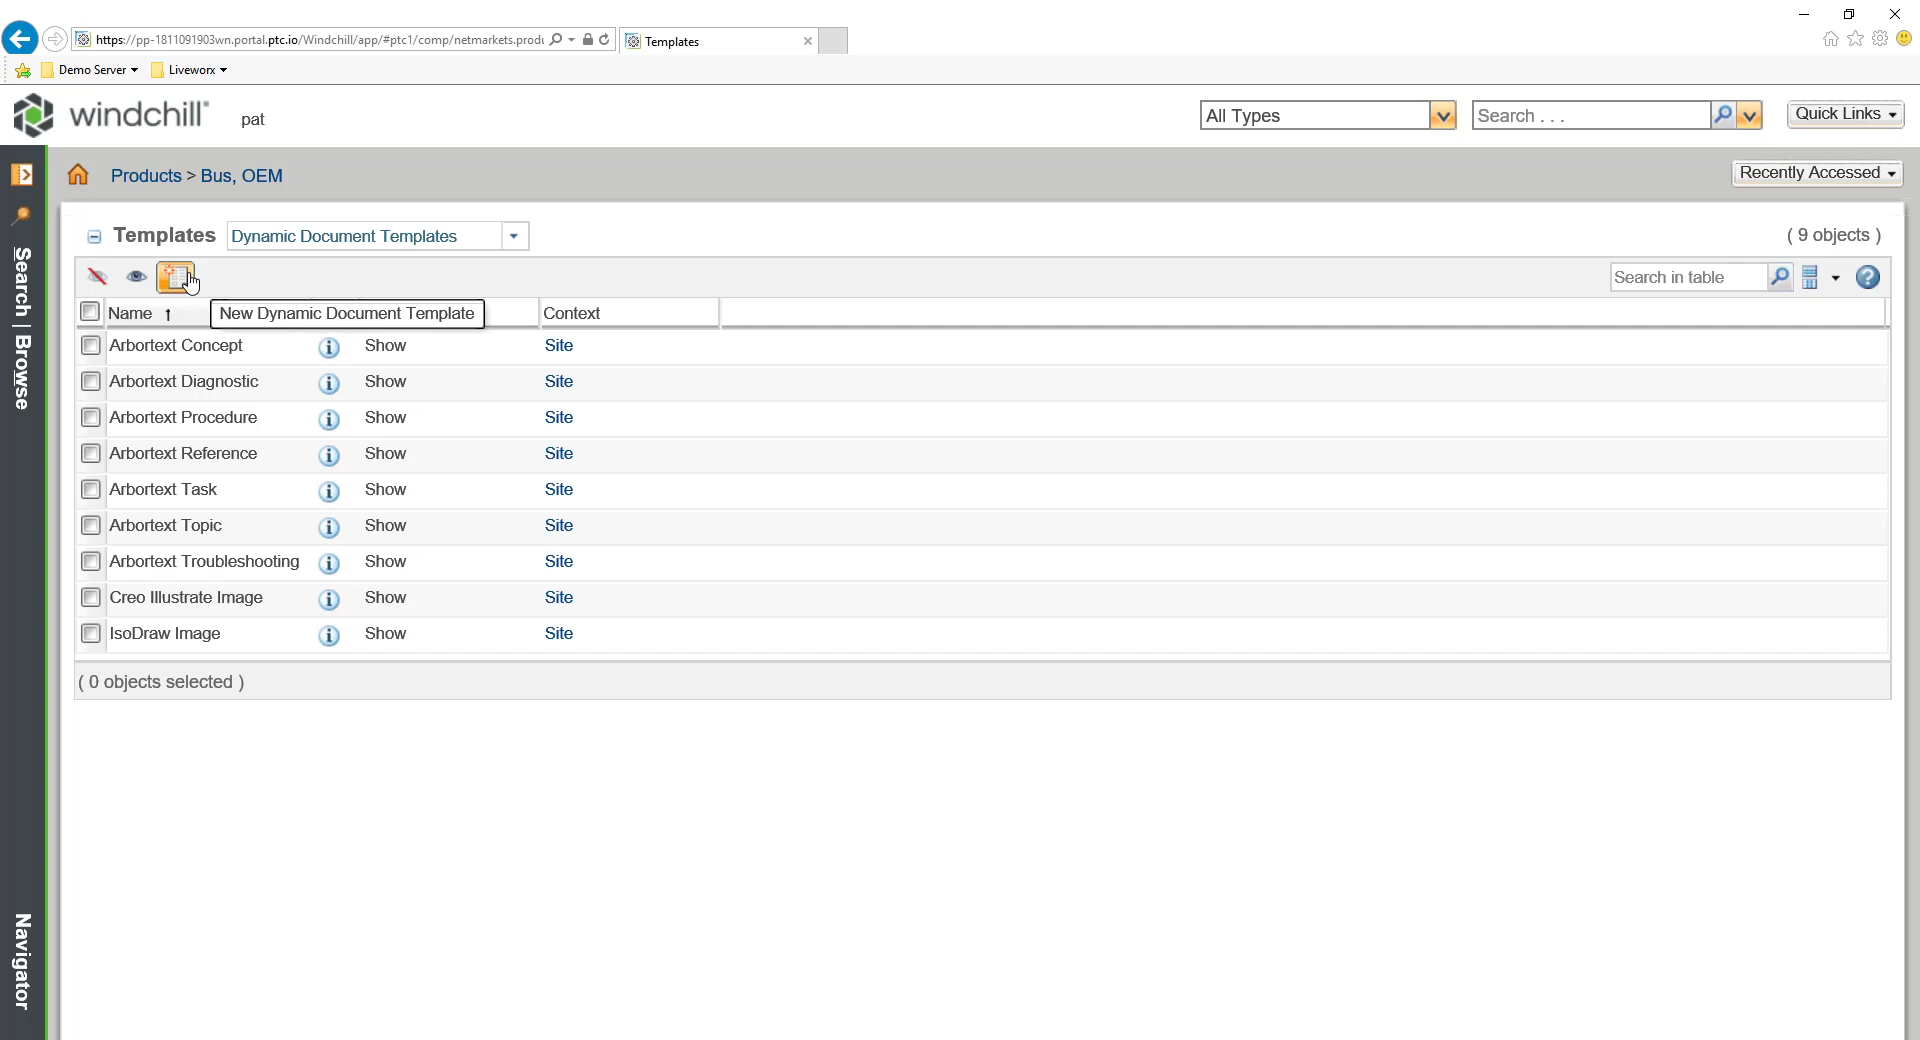 https://pp-1811091903wn.portal.ptc.io/Windchill/app/#ptc1/comp/netmarkets.produ
Templates
Demo Server
Liveworx
windchill
pat
All Types
Search . . .
Quick Links
Products > Bus, OEM
Recently Accessed
Templates
Dynamic Document Templates
( 9 objects )
Search in table
Name
New Dynamic Document Template
Context
Arbortext Concept Show Site
Arbortext Diagnostic Show Site
Arbortext Procedure Show Site
Arbortext Reference Show Site
Arbortext Task Show Site
Arbortext Topic Show Site
Arbortext Troubleshooting Show Site
Creo Illustrate Image Show Site
IsoDraw Image Show Site
( 0 objects selected )
Search | Browse
Navigator